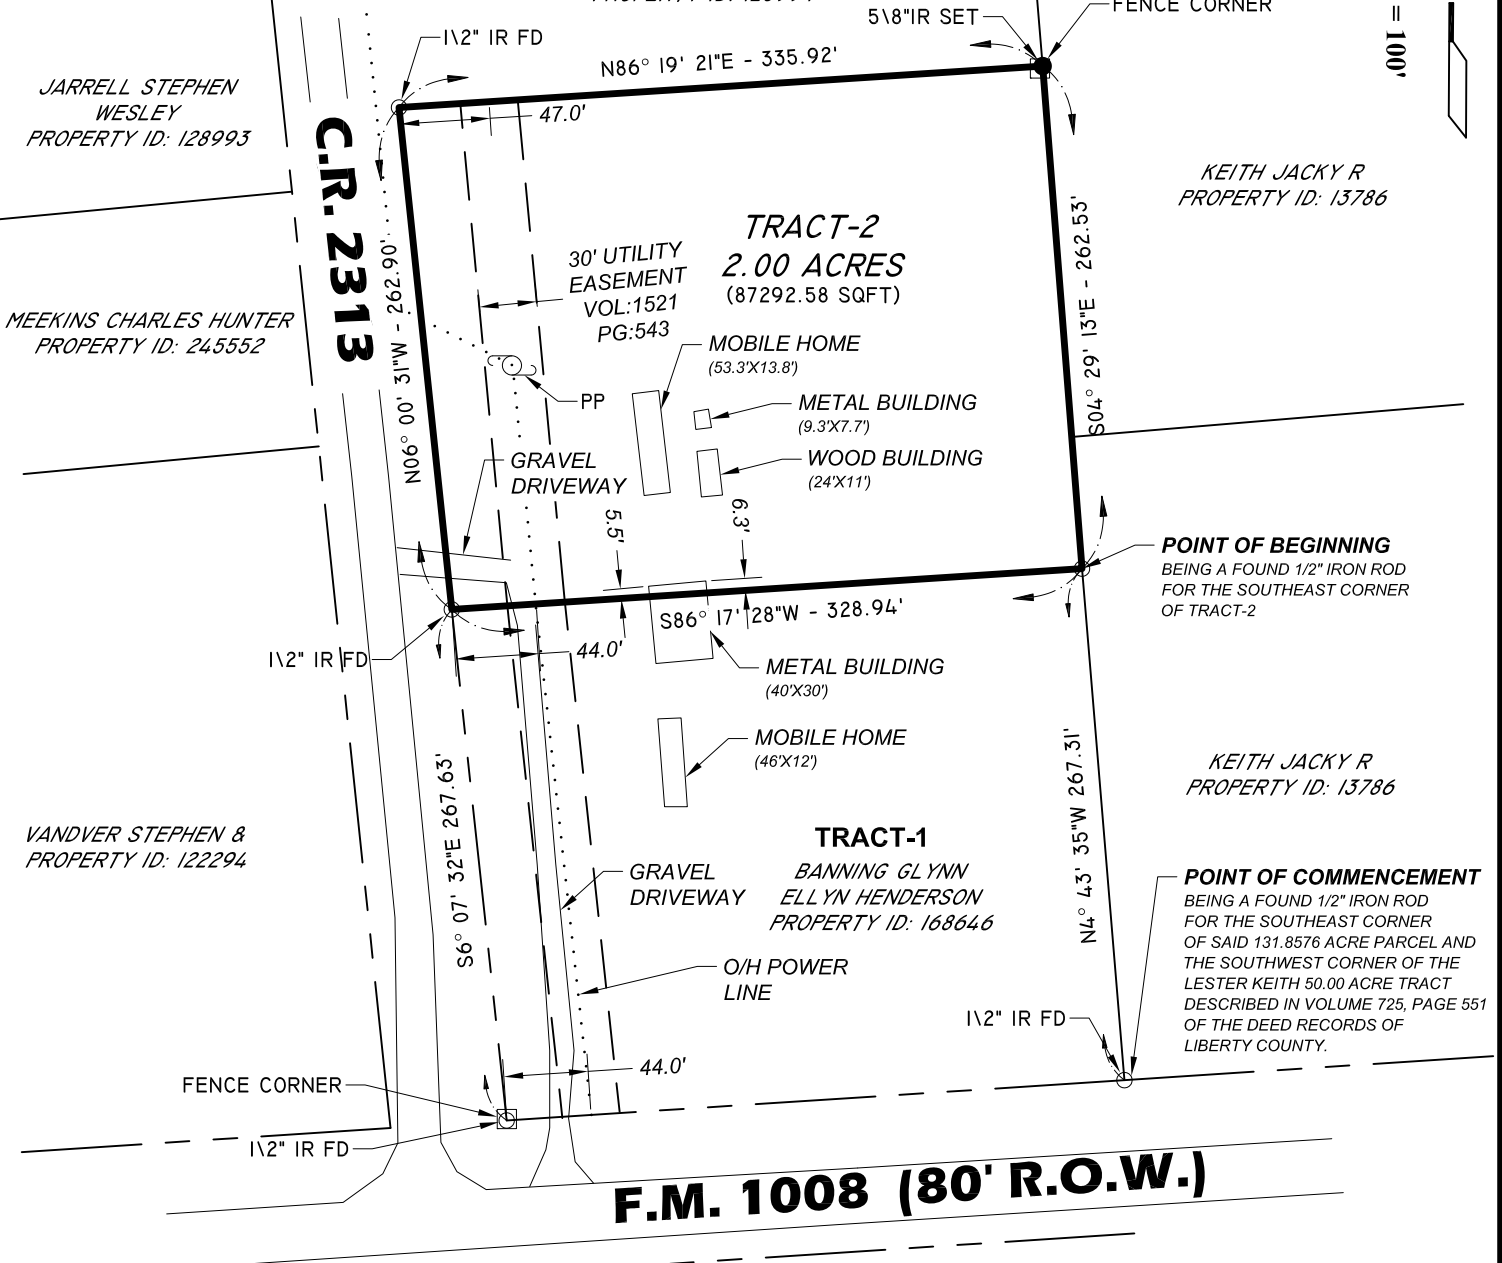 1\2" IR FD
5\8"IR SET
FENCE CORNER
= 100'
N86° 19' 21"E - 335.92'
47.0'
JARRELL STEPHEN
WESLEY
PROPERTY ID: 128993
C.R. 2313
KEITH JACKY R
PROPERTY ID: 13786
TRACT-2
2.00 ACRES
(87292.58 SQFT)
30' UTILITY
EASEMENT
VOL:1521
PG:543
N06° 00' 31"W - 262.90'
S04° 29' 13"E - 262.53'
MEEKINS CHARLES HUNTER
PROPERTY ID: 245552
MOBILE HOME
(53.3'X13.8')
PP
METAL BUILDING
(9.3'X7.7')
WOOD BUILDING
(24'X11')
GRAVEL
DRIVEWAY
5.5'
6.3'
POINT OF BEGINNING
BEING A FOUND 1/2" IRON ROD
FOR THE SOUTHEAST CORNER
OF TRACT-2
S86° 17' 28"W - 328.94'
1\2" IR FD
44.0'
METAL BUILDING
(40'X30')
MOBILE HOME
(46'X12')
S6° 07' 32"E 267.63'
N4° 43' 35"W 267.31'
KEITH JACKY R
PROPERTY ID: 13786
VANDVER STEPHEN &
PROPERTY ID: 122294
TRACT-1
BANNING GLYNN
ELLYN HENDERSON
PROPERTY ID: 168646
GRAVEL
DRIVEWAY
O/H POWER
LINE
POINT OF COMMENCEMENT
BEING A FOUND 1/2" IRON ROD
FOR THE SOUTHEAST CORNER
OF SAID 131.8576 ACRE PARCEL AND
THE SOUTHWEST CORNER OF THE
LESTER KEITH 50.00 ACRE TRACT
DESCRIBED IN VOLUME 725, PAGE 551
OF THE DEED RECORDS OF
LIBERTY COUNTY.
1\2" IR FD
44.0'
FENCE CORNER
1\2" IR FD
F.M. 1008 (80' R.O.W.)